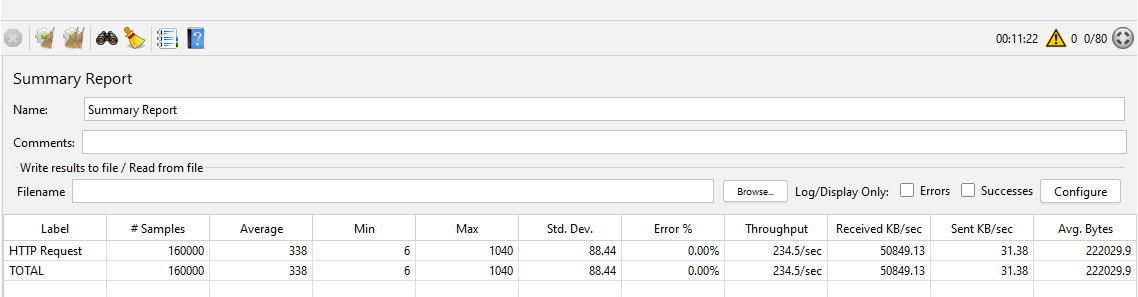 00:11:22 0 0/80
Summary Report
Name: Summary Report
Comments:
Write results to file / Read from file
Filename Browse... Log/Display Only: Errors Successes Configure
Label # Samples Average Min Max Std. Dev. Error % Throughput Received KB/sec Sent KB/sec Avg. Bytes
HTTP Request 160000 338 6 1040 88.44 0.00% 234.5/sec 50849.13 31.38 222029.9
TOTAL 160000 338 6 1040 88.44 0.00% 234.5/sec 50849.13 31.38 222029.9